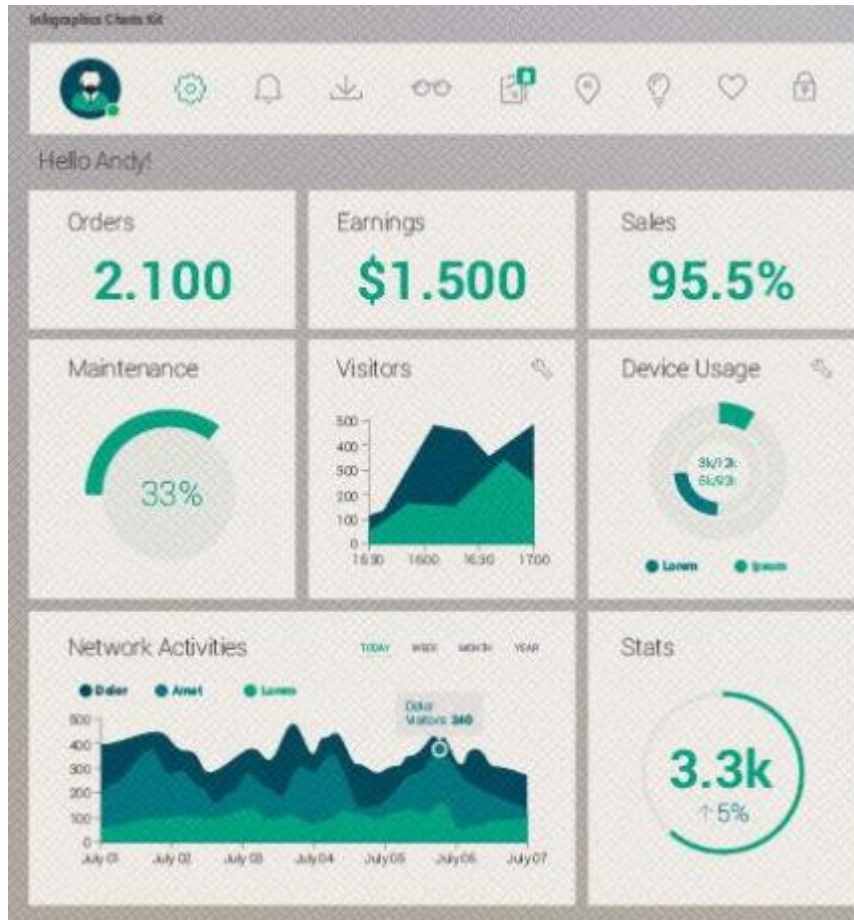 Infographics Charts Kit
8
Hello Andy!
Orders
2.100
Earnings
$1.500
Sales
95.5%
Maintenance
33%
Visitors
500
400
300
200
100
0
16:00 16:30 17:00
Device Usage
Lorem Ipsum
Network Activities
TODAY WEEK MONTH YEAR
Dolor Amet Lorem
Dolor
Visitors: 340
500
400
300
200
100
0
July 01 July 02 July 03 July 04 July 05 July 06 July 07
Stats
3.3k
↑5%